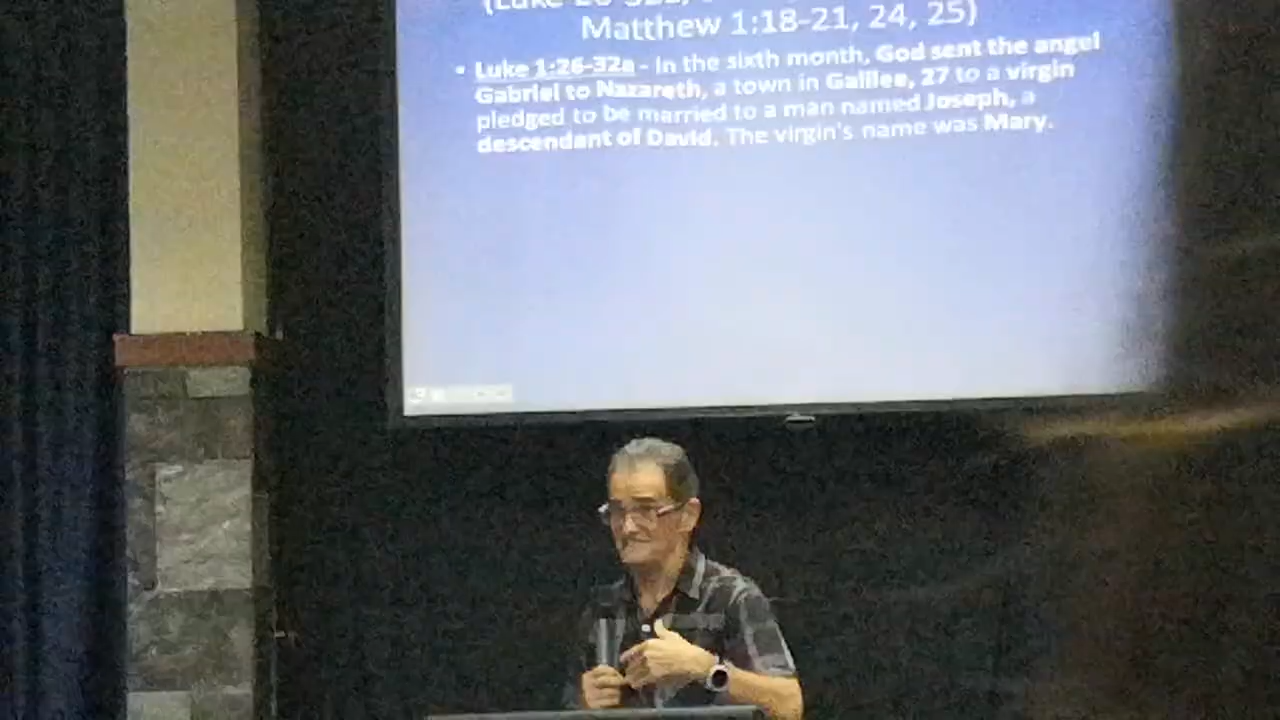 Matthew 1:18-21, 24, 25)
• Luke 1:26-32a - In the sixth month, God sent the angel
Gabriel to Nazareth, a town in Galilee, 27 to a virgin
pledged to be married to a man named Joseph, a
descendant of David. The virgin's name was Mary.